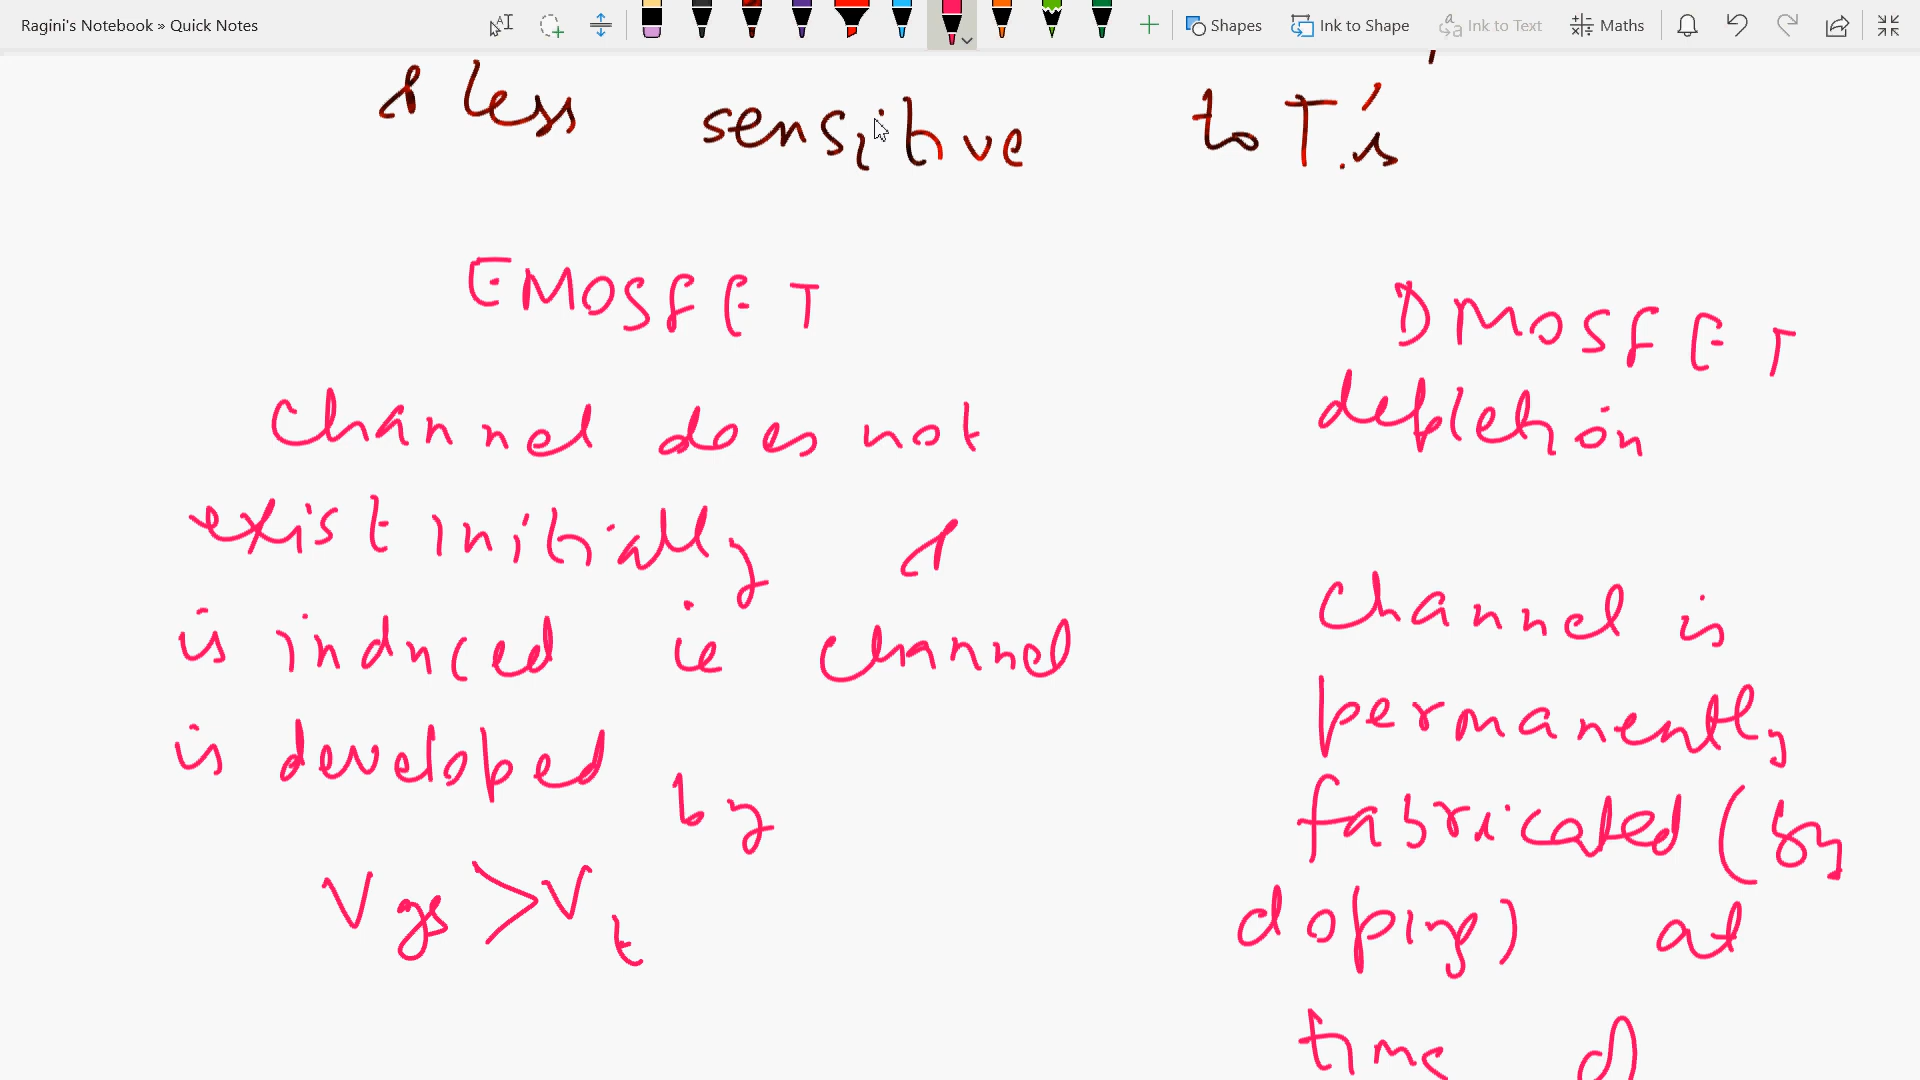 Ragini's Notebook » Quick Notes
Shapes
Ink to Shape
Ink to Text
Maths
& less sensitive to T.'s
EMOSFET
channel does not
exist initially &
is induced ie channel
is developed by
Vgs > Vt
DMOSFET
depletion
channel is
permanently
fabricated (by
doping) at
time of